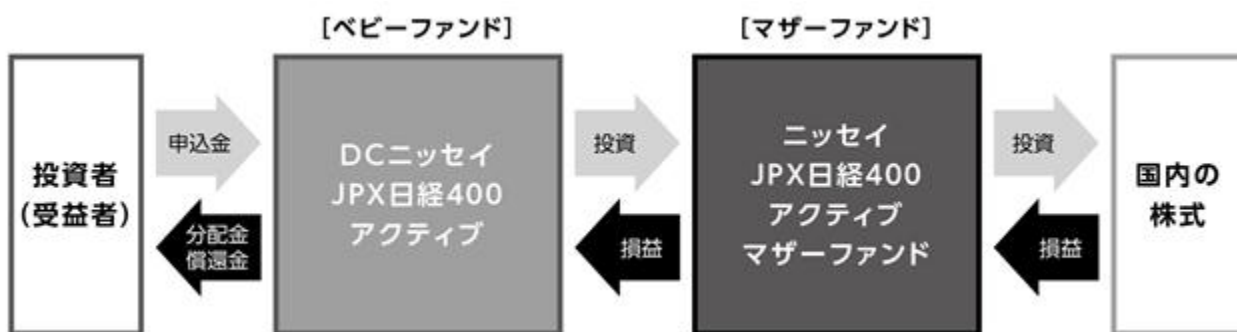 [ベビーファンド]
[マザーファンド]
投資者
(受益者)
申込金
分配金
償還金
DCニッセイ
JPX日経400
アクティブ
投資
損益
ニッセイ
JPX日経400
アクティブ
マザーファンド
投資
損益
国内の
株式